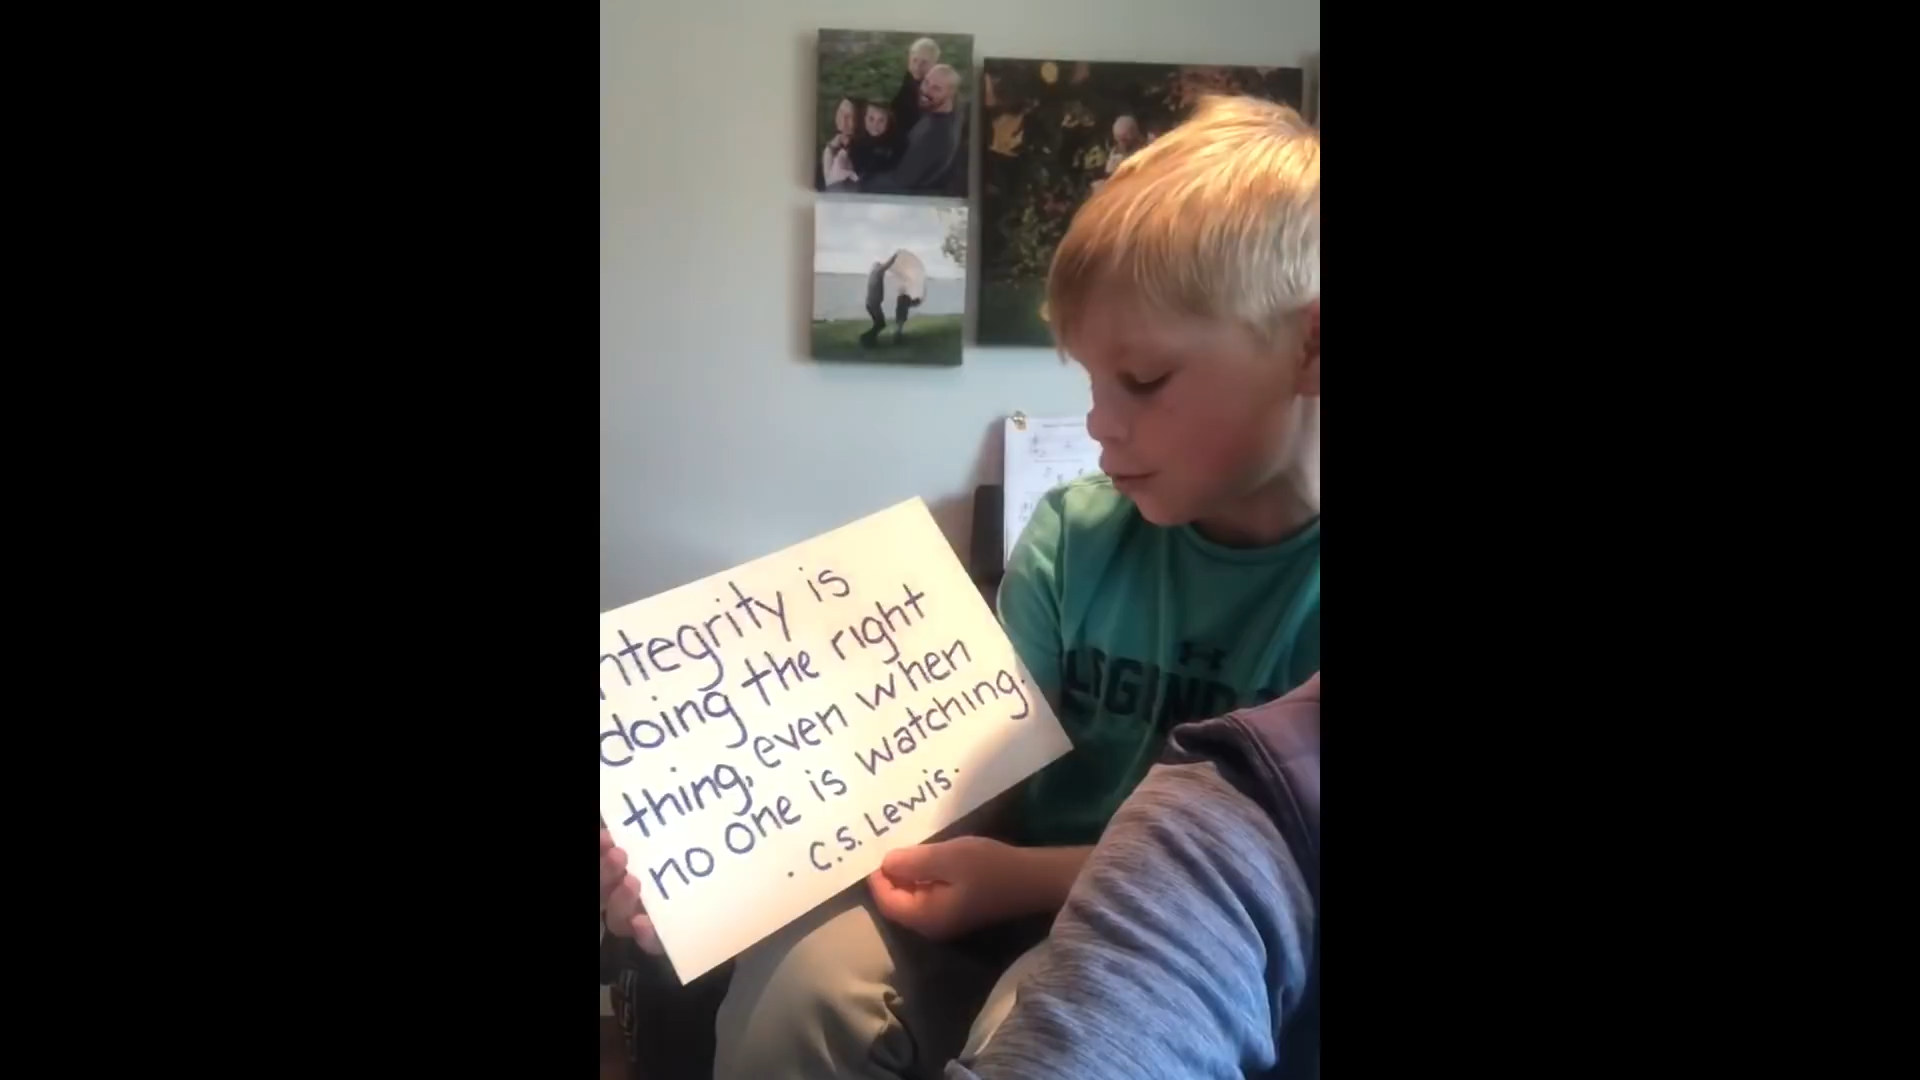 ntegrity is
doing the right
thing, even when
no one is watching.
. C.S. Lewis.